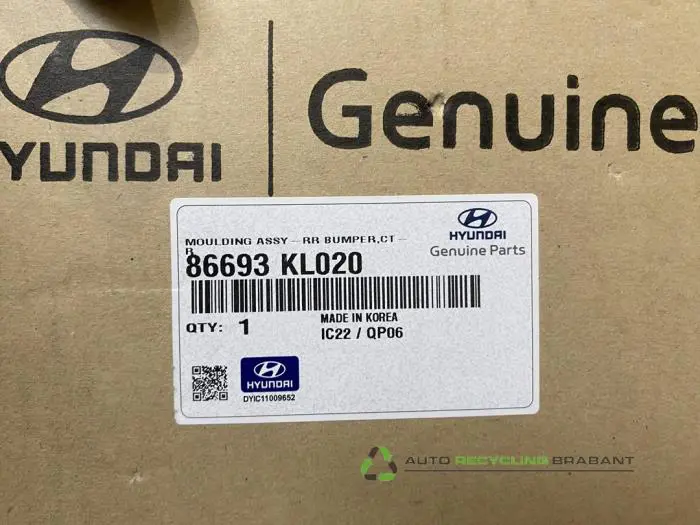 HYUNDAI
Genuine
MOULDING ASSY - RR BUMPER,CT -
R
86693 KL020
HYUNDAI
Genuine Parts
QTY: 1
MADE IN KOREA
IC22 / QP06
HYUNDAI
DYIC11009652
AUTO RECYCLING BRABANT